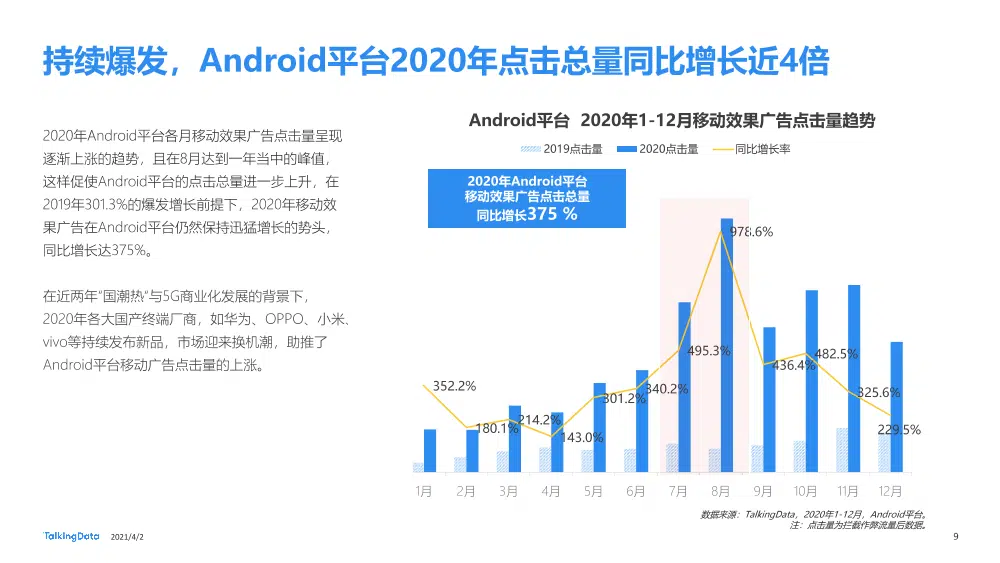 持续爆发，Android平台2020年点击总量同比增长近4倍
2020年Android平台各月移动效果广告点击量呈现
逐渐上涨的趋势，且在8月达到一年当中的峰值，
这样促使Android平台的点击总量进一步上升，在
2019年301.3%的爆发增长前提下，2020年移动效
果广告在Android平台仍然保持迅猛增长的势头，
同比增长达375%。
在近两年“国潮热”与5G商业化发展的背景下，
2020年各大国产终端厂商，如华为、OPPO、小米、
vivo等持续发布新品，市场迎来换机潮，助推了
Android平台移动广告点击量的上涨。
Android平台 2020年1-12月移动效果广告点击量趋势
2019点击量 2020点击量 同比增长率
2020年Android平台
移动效果广告点击总量
同比增长375 %
352.2%
180.1%
214.2%
143.0%
301.2%
340.2%
495.3%
978.6%
436.4%
482.5%
325.6%
229.5%
1月 2月 3月 4月 5月 6月 7月 8月 9月 10月 11月 12月
数据来源：TalkingData，2020年1-12月，Android平台。
注：点击量为拦截作弊流量后数据。
TalkingData 2021/4/2
9